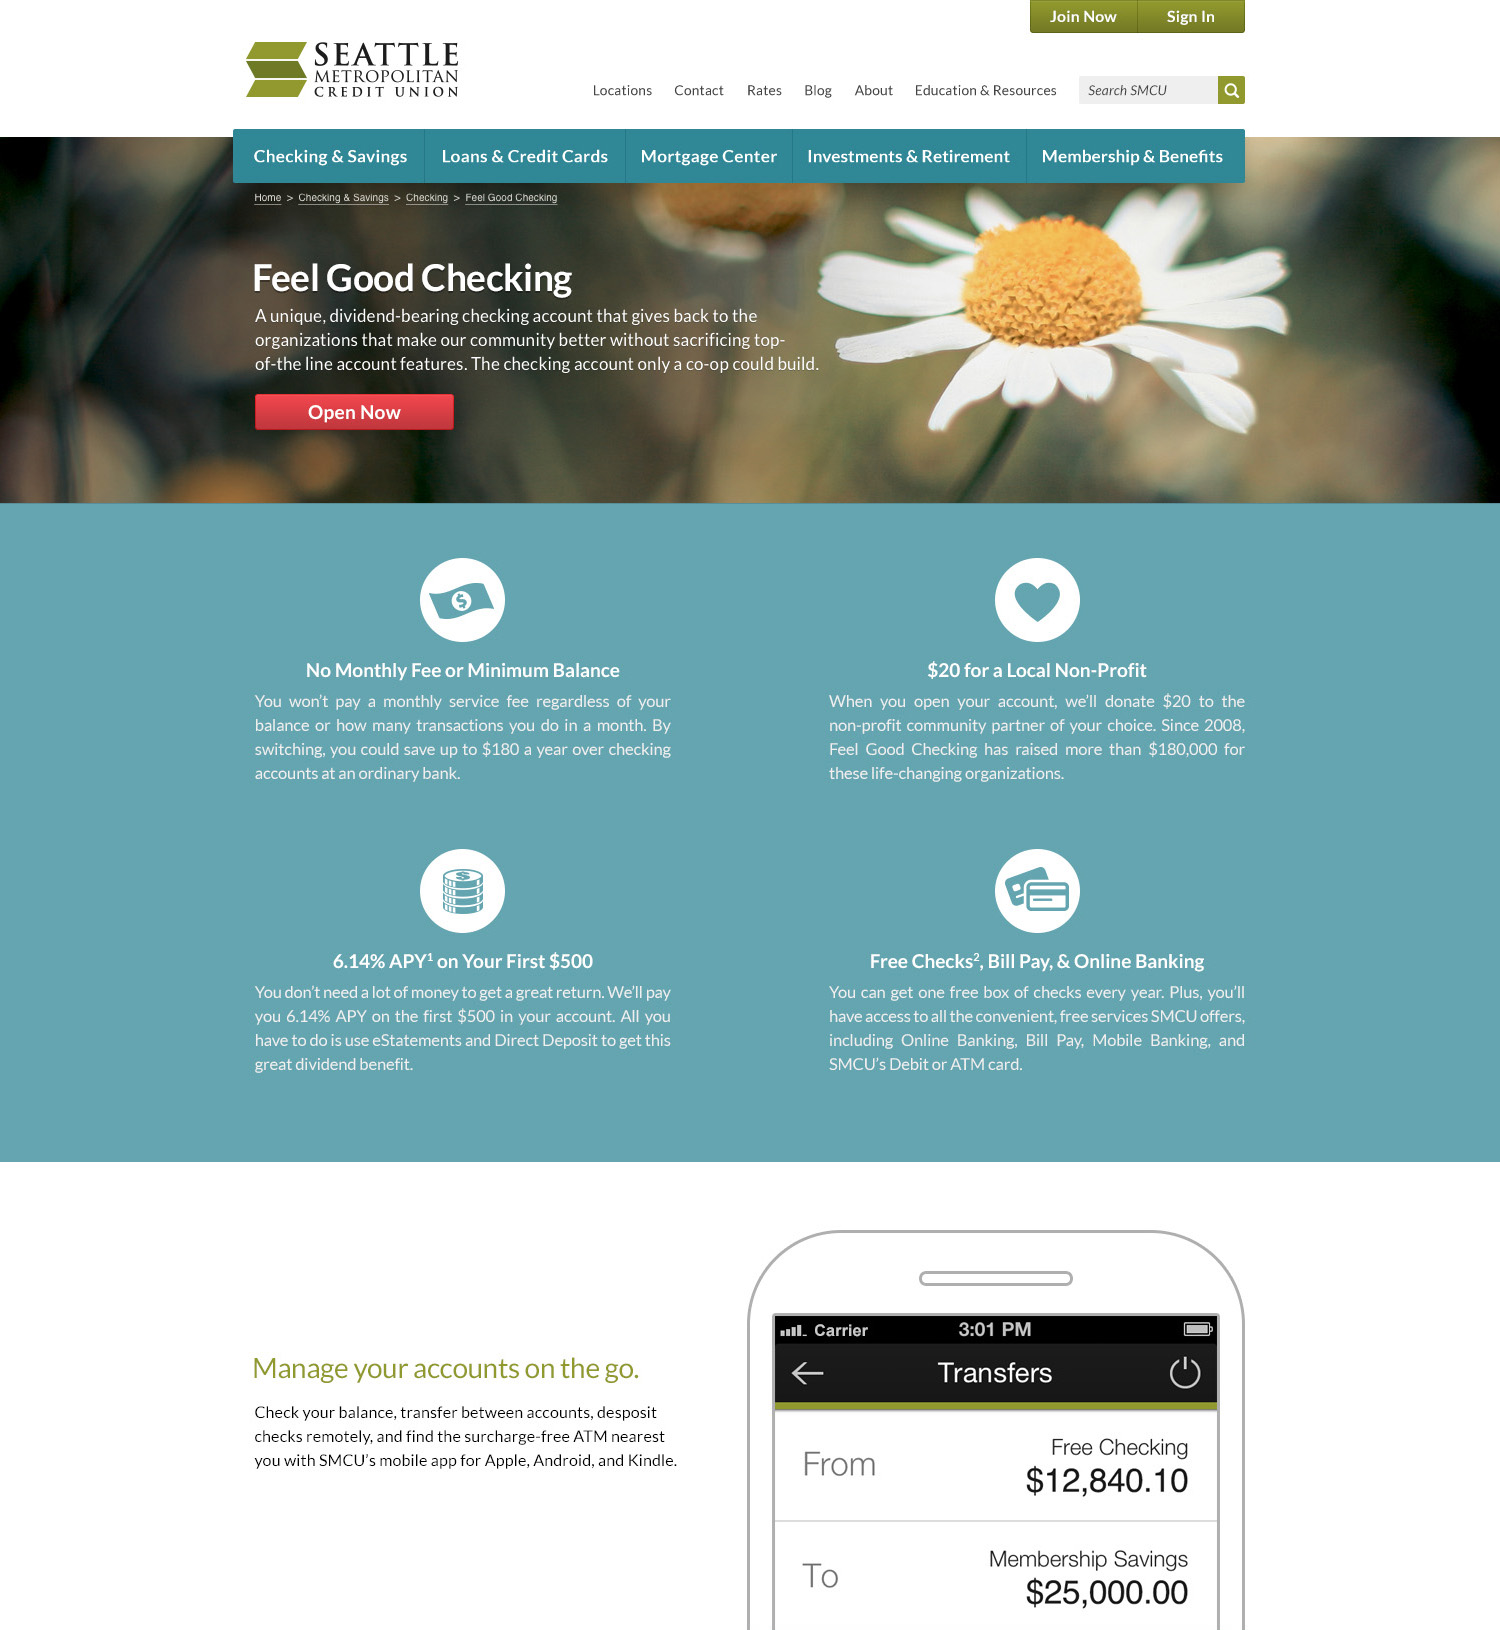 Join Now Sign In
SEATTLE
METROPOLITAN
CREDIT UNION
Locations Contact Rates Blog About Education & Resources Search SMCU
Checking & Savings Loans & Credit Cards Mortgage Center Investments & Retirement Membership & Benefits
Home > Checking & Savings > Checking > Feel Good Checking
Feel Good Checking
A unique, dividend-bearing checking account that gives back to the
organizations that make our community better without sacrificing top-
of-the line account features. The checking account only a co-op could build.
Open Now
No Monthly Fee or Minimum Balance
You won’t pay a monthly service fee regardless of your
balance or how many transactions you do in a month. By
switching, you could save up to $180 a year over checking
accounts at an ordinary bank.
$20 for a Local Non-Profit
When you open your account, we’ll donate $20 to the
non-profit community partner of your choice. Since 2008,
Feel Good Checking has raised more than $180,000 for
these life-changing organizations.
6.14% APY¹ on Your First $500
You don’t need a lot of money to get a great return. We’ll pay
you 6.14% APY on the first $500 in your account. All you
have to do is use eStatements and Direct Deposit to get this
great dividend benefit.
Free Checks², Bill Pay, & Online Banking
You can get one free box of checks every year. Plus, you’ll
have access to all the convenient, free services SMCU offers,
including Online Banking, Bill Pay, Mobile Banking, and
SMCU’s Debit or ATM card.
Manage your accounts on the go.
Check your balance, transfer between accounts, desposit
checks remotely, and find the surcharge-free ATM nearest
you with SMCU’s mobile app for Apple, Android, and Kindle.
Carrier 3:01 PM
Transfers
From Free Checking
$12,840.10
To Membership Savings
$25,000.00